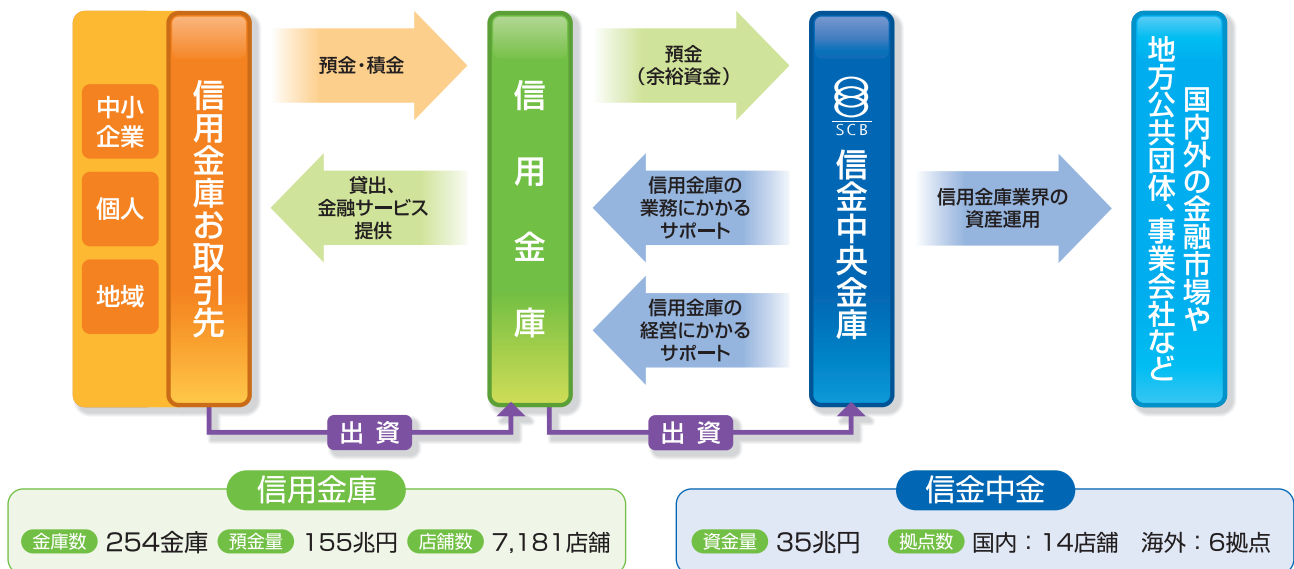 中小
企業
個人
地域
信用金庫お取引先
預金・積金
貸出、
金融サービス
提供
信用金庫
預金
(余裕資金)
信用金庫の
業務にかかる
サポート
信用金庫の
経営にかかる
サポート
SCB
信金中央金庫
信用金庫業界の
資産運用
国内外の金融市場や
地方公共団体、事業会社など
出資
出資
信用金庫
金庫数 254金庫 預金量 155兆円 店舗数 7,181店舗
信金中金
資金量 35兆円 拠点数 国内:14店舗 海外:6拠点